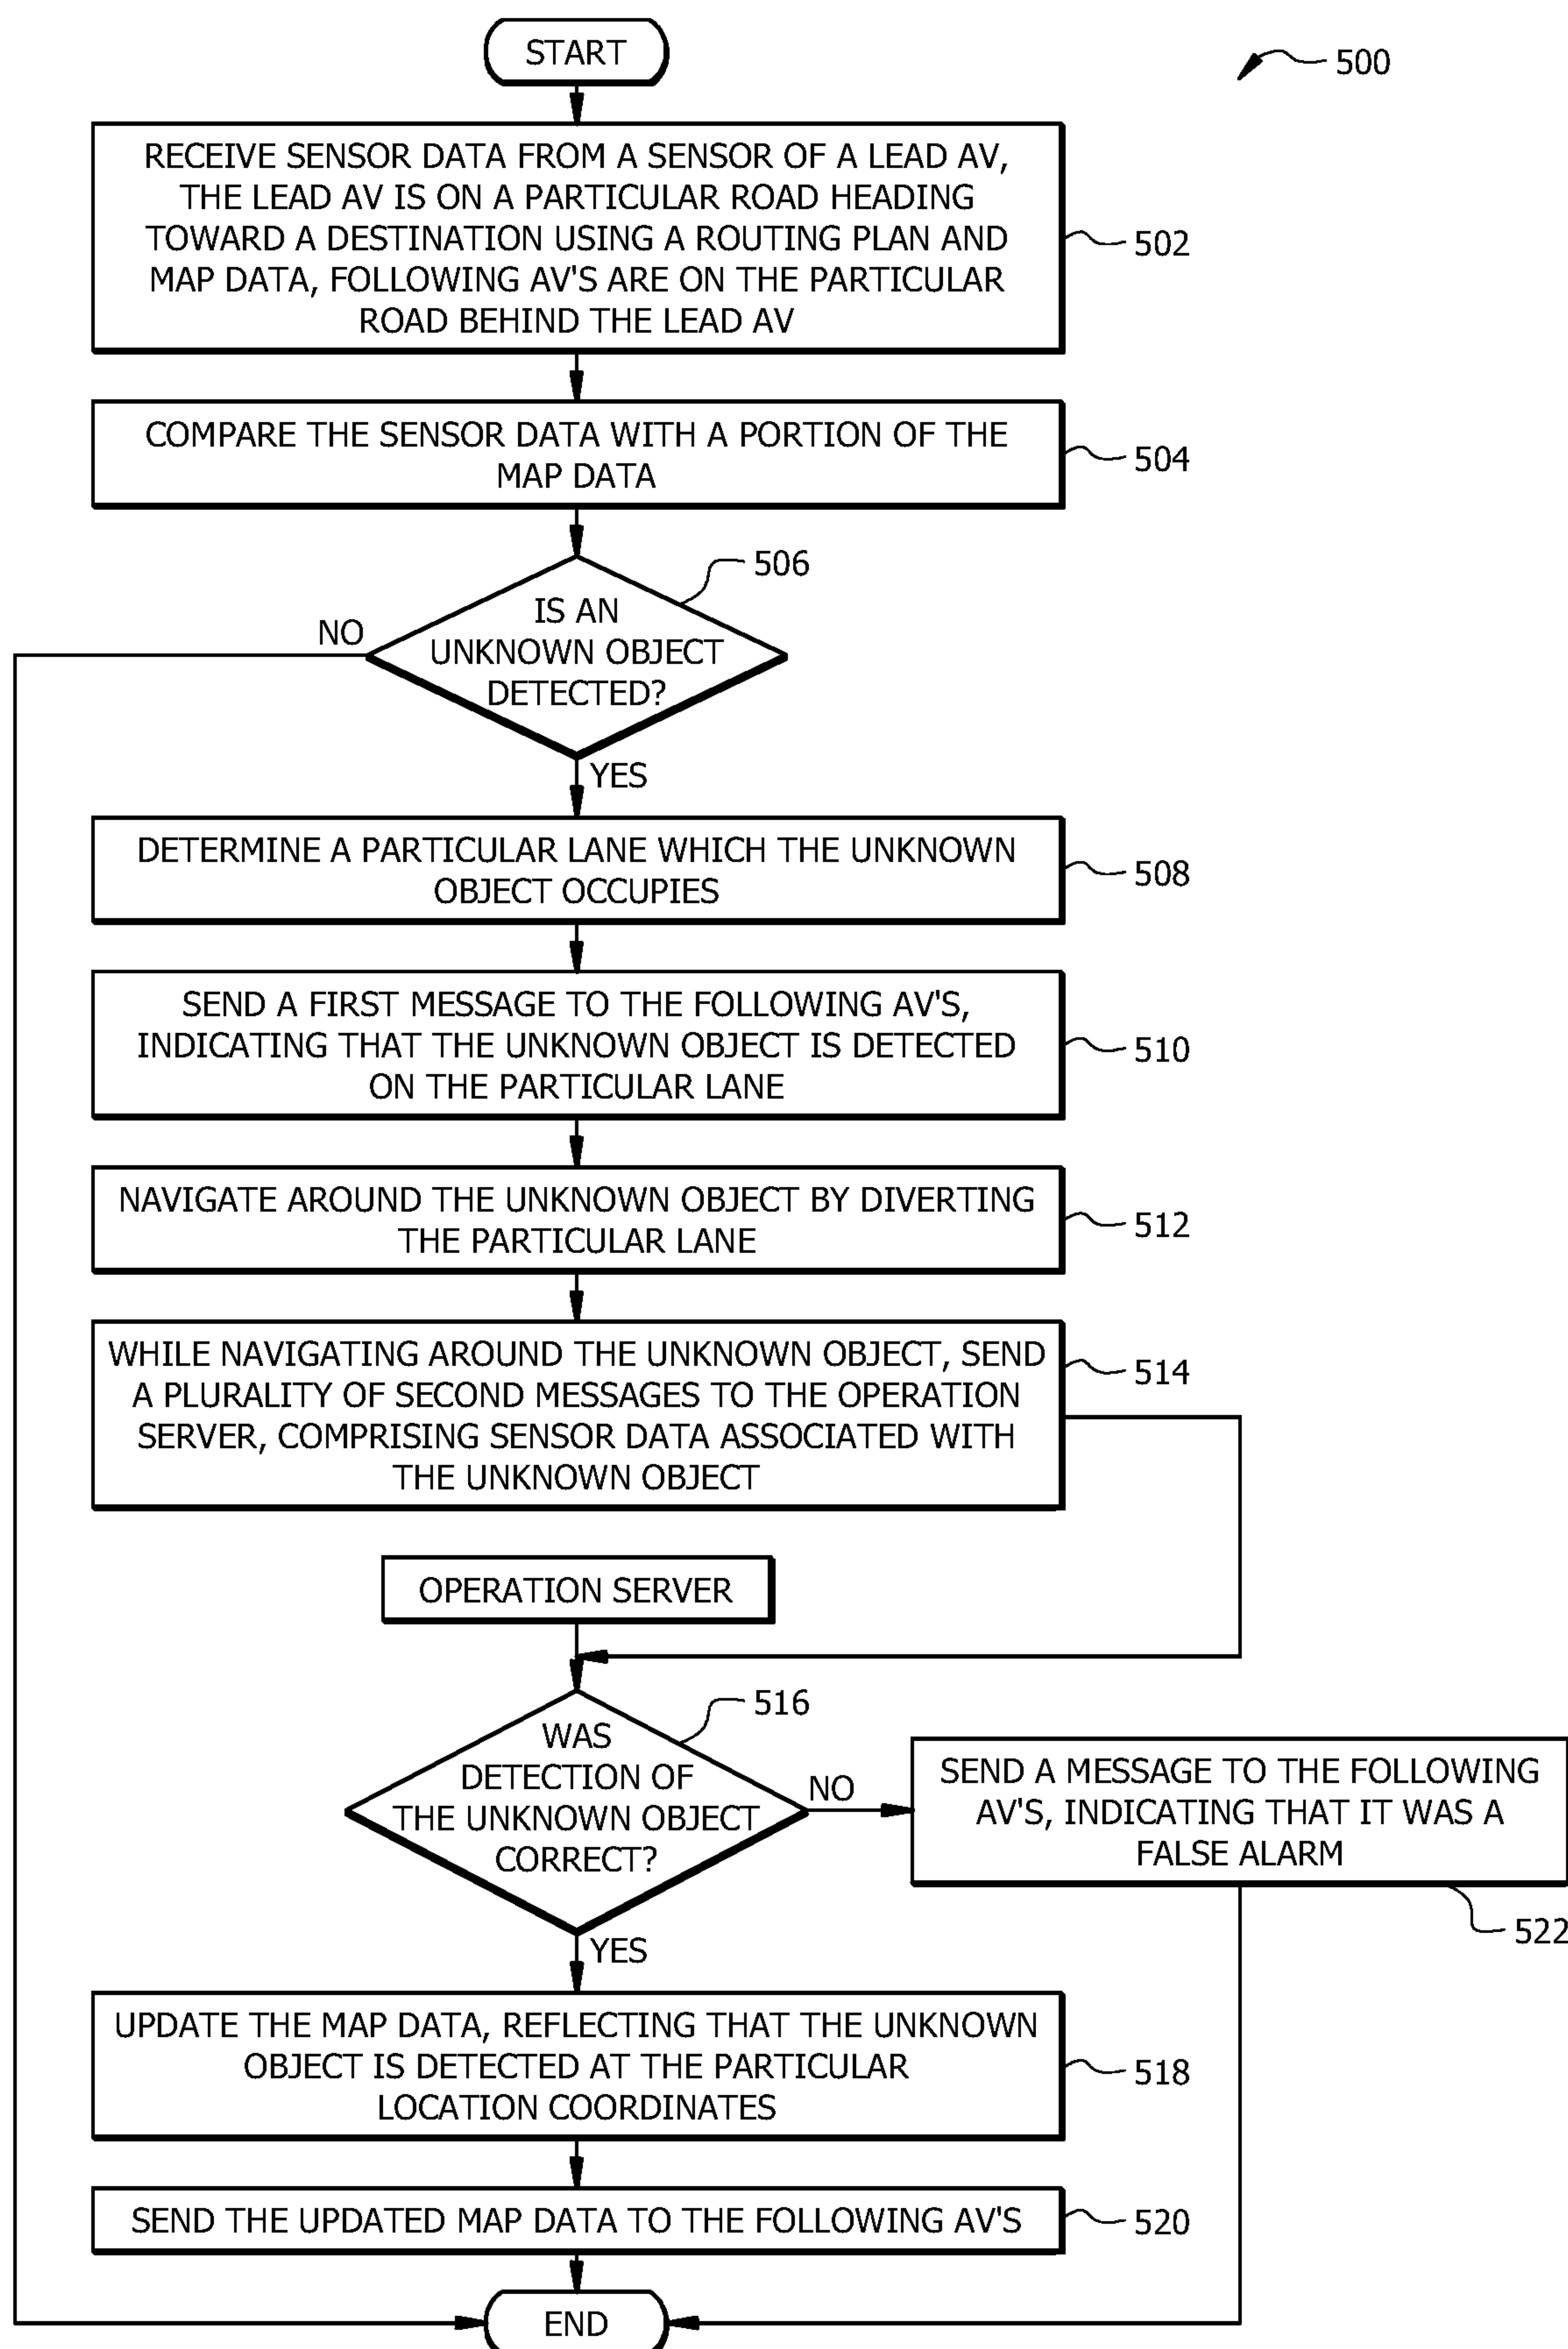 START
500
RECEIVE SENSOR DATA FROM A SENSOR OF A LEAD AV,
THE LEAD AV IS ON A PARTICULAR ROAD HEADING
TOWARD A DESTINATION USING A ROUTING PLAN AND
MAP DATA, FOLLOWING AV'S ARE ON THE PARTICULAR
ROAD BEHIND THE LEAD AV
502
COMPARE THE SENSOR DATA WITH A PORTION OF THE
MAP DATA
504
506
IS AN
UNKNOWN OBJECT
DETECTED?
NO
YES
DETERMINE A PARTICULAR LANE WHICH THE UNKNOWN
OBJECT OCCUPIES
508
SEND A FIRST MESSAGE TO THE FOLLOWING AV'S,
INDICATING THAT THE UNKNOWN OBJECT IS DETECTED
ON THE PARTICULAR LANE
510
NAVIGATE AROUND THE UNKNOWN OBJECT BY DIVERTING
THE PARTICULAR LANE
512
WHILE NAVIGATING AROUND THE UNKNOWN OBJECT, SEND
A PLURALITY OF SECOND MESSAGES TO THE OPERATION
SERVER, COMPRISING SENSOR DATA ASSOCIATED WITH
THE UNKNOWN OBJECT
514
OPERATION SERVER
516
WAS
DETECTION OF
THE UNKNOWN OBJECT
CORRECT?
NO
SEND A MESSAGE TO THE FOLLOWING
AV'S, INDICATING THAT IT WAS A
FALSE ALARM
522
YES
UPDATE THE MAP DATA, REFLECTING THAT THE UNKNOWN
OBJECT IS DETECTED AT THE PARTICULAR
LOCATION COORDINATES
518
SEND THE UPDATED MAP DATA TO THE FOLLOWING AV'S
520
END